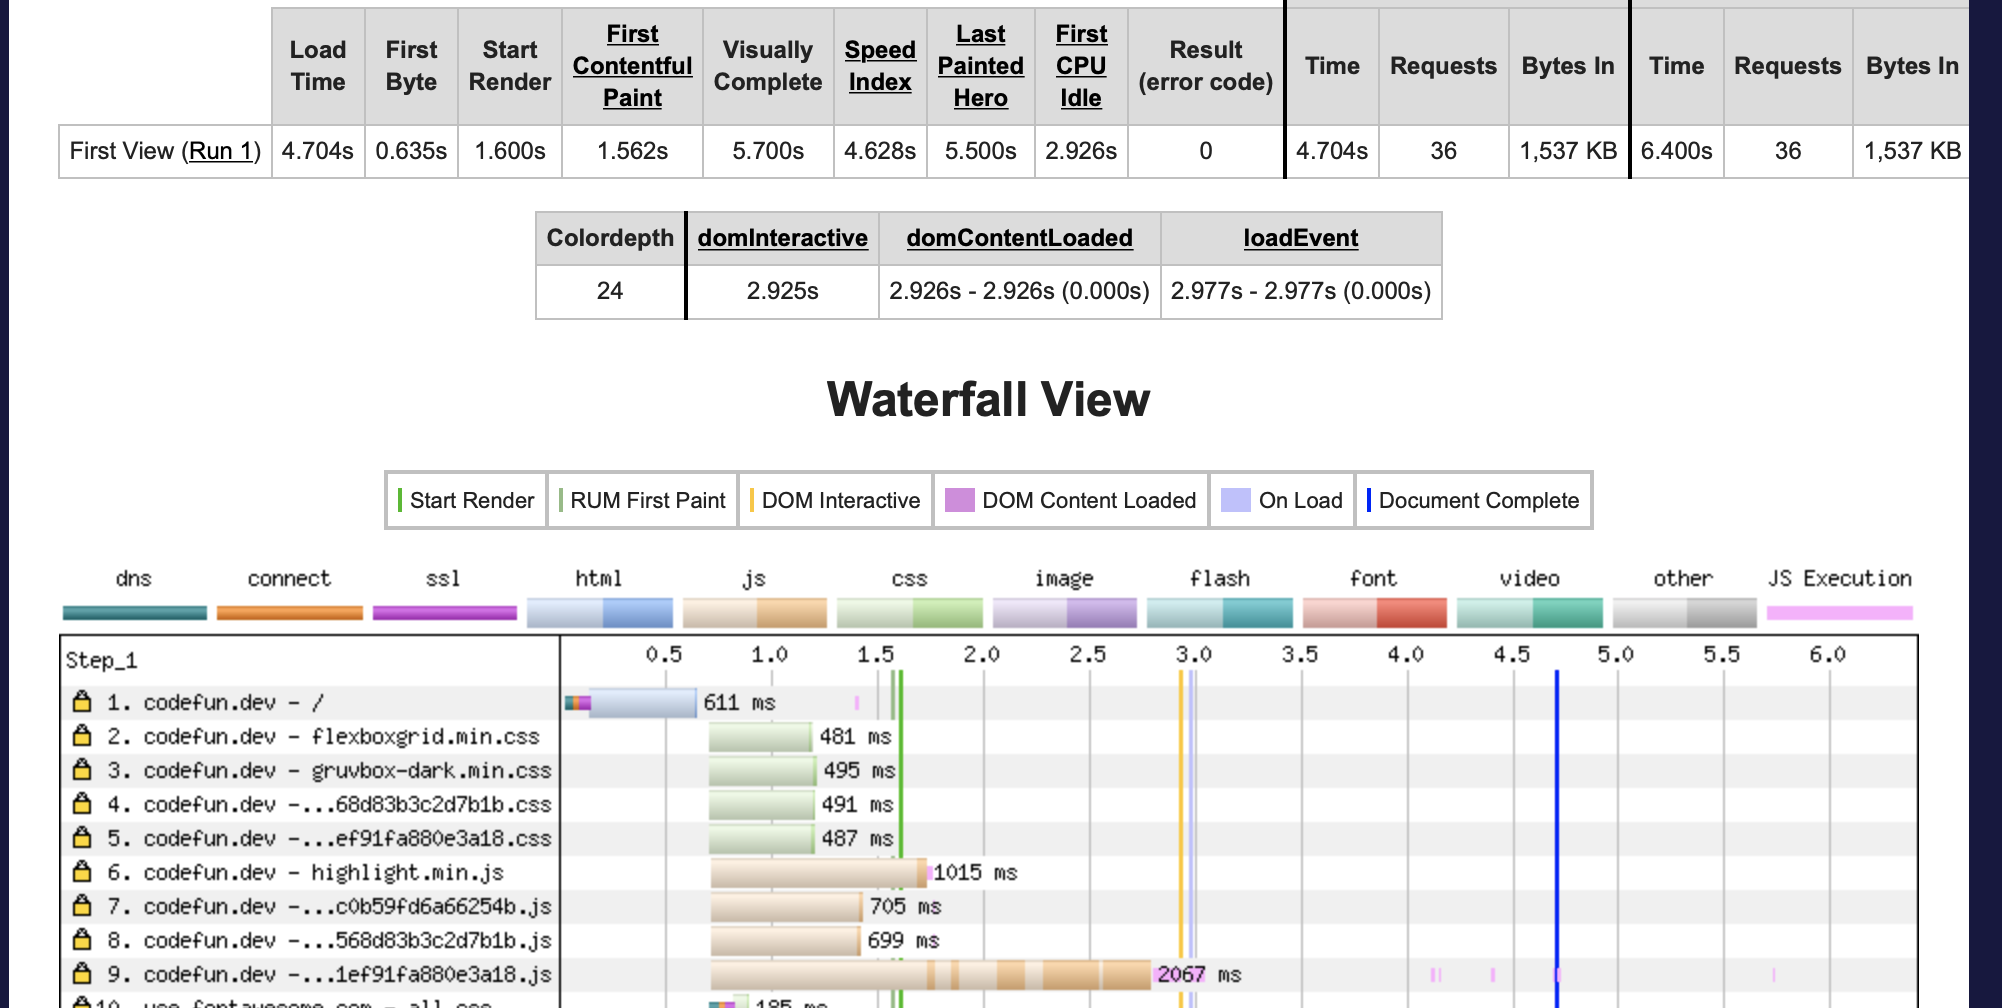 Load Time First Byte Start Render First Contentful Paint Visually Complete Speed Index Last Painted Hero First CPU Idle Result (error code) Time Requests Bytes In Time Requests Bytes In
First View (Run 1) 4.704s 0.635s 1.600s 1.562s 5.700s 4.628s 5.500s 2.926s 0 4.704s 36 1,537 KB 6.400s 36 1,537 KB
Colordepth domInteractive domContentLoaded loadEvent
24 2.925s 2.926s - 2.926s (0.000s) 2.977s - 2.977s (0.000s)
Waterfall View
Start Render RUM First Paint DOM Interactive DOM Content Loaded On Load Document Complete
dns connect ssl html js css image flash font video other JS Execution
Step_1 0.5 1.0 1.5 2.0 2.5 3.0 3.5 4.0 4.5 5.0 5.5 6.0
1. codefun.dev - / 611 ms
2. codefun.dev - flexboxgrid.min.css 481 ms
3. codefun.dev - gruvbox-dark.min.css 495 ms
4. codefun.dev -...68d83b3c2d7b1b.css 491 ms
5. codefun.dev -...ef91fa880e3a18.css 487 ms
6. codefun.dev - highlight.min.js 1015 ms
7. codefun.dev -...c0b59fd6a66254b.js 705 ms
8. codefun.dev -...568d83b3c2d7b1b.js 699 ms
9. codefun.dev -...1ef91fa880e3a18.js 2067 ms
10. use.fontawesome.com - all.css 185 ms